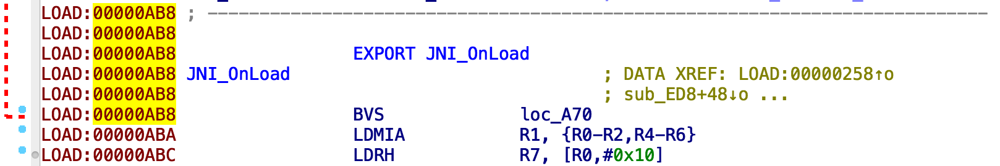 LOAD:00000AB8 ; ---------------------------------------------------------------------------
LOAD:00000AB8
LOAD:00000AB8 EXPORT JNI_OnLoad
LOAD:00000AB8 JNI_OnLoad ; DATA XREF: LOAD:00000258↑o
LOAD:00000AB8 ; sub_ED8+48↓o ...
LOAD:00000AB8 BVS loc_A70
LOAD:00000ABA LDMIA R1, {R0-R2,R4-R6}
LOAD:00000ABC LDRH R7, [R0,#0x10]